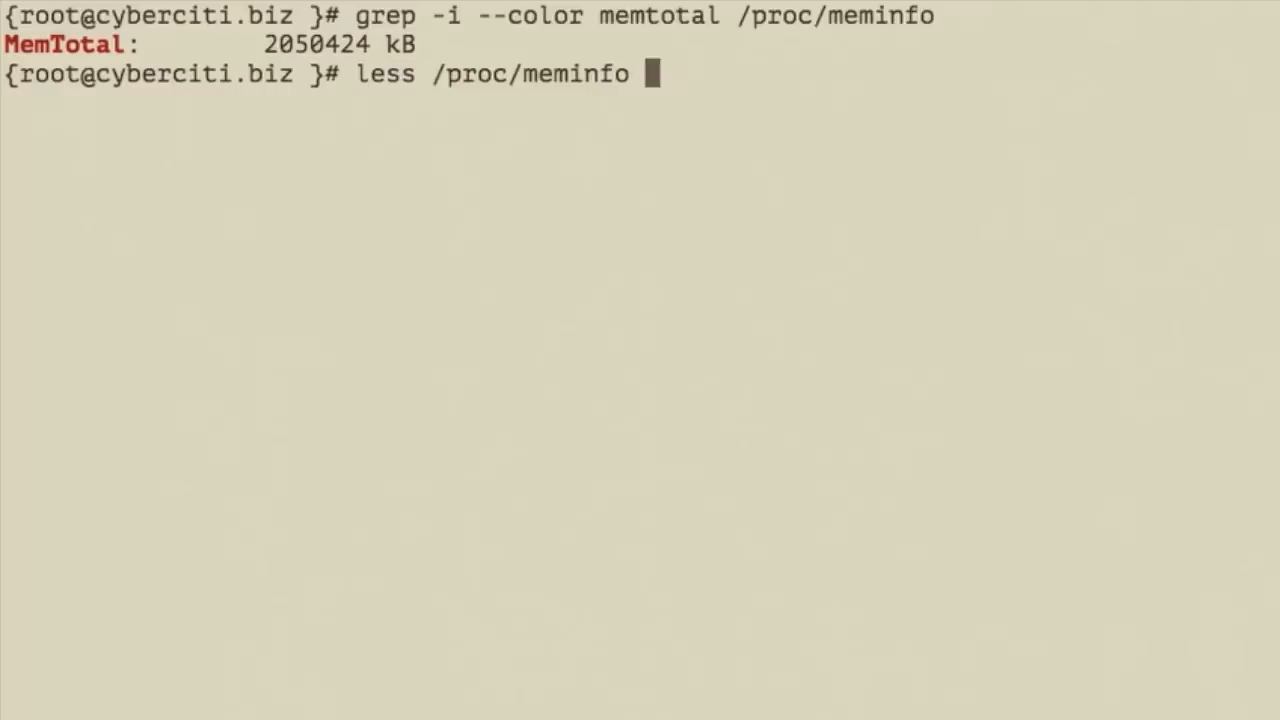 {root@cyberciti.biz }# grep -i --color memtotal /proc/meminfo
MemTotal:        2050424 kB
{root@cyberciti.biz }# less /proc/meminfo